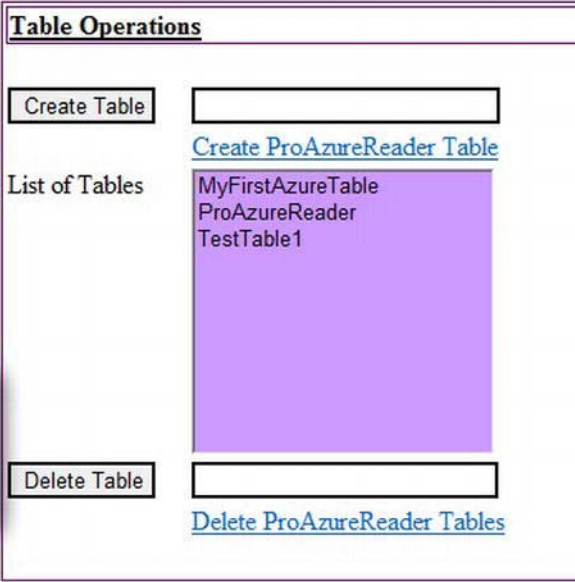 Table Operations
Create Table
Create ProAzureReader Table
List of Tables
MyFirstAzureTable
ProAzureReader
TestTable1
Delete Table
Delete ProAzureReader Tables